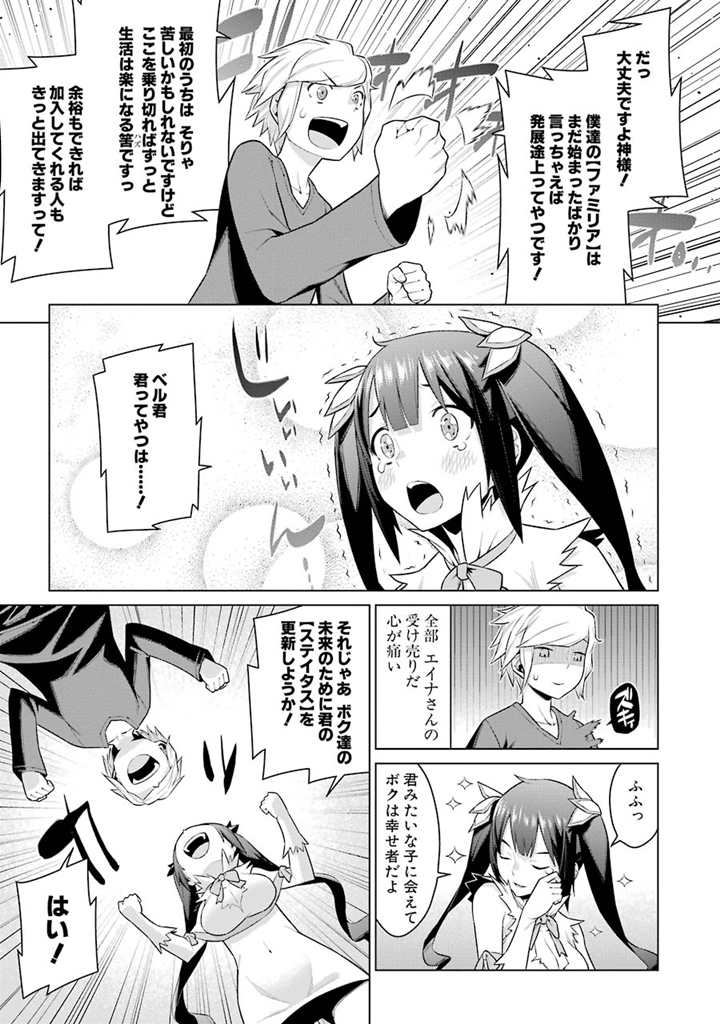 だっ
大丈夫ですよ神様！
僕達の【ファミリア】は
まだ始まったばかり
言っちゃえば
発展途上ってやつです！
最初のうちは そりゃ
苦しいかもしれないですけど
ここを乗り切ればずっと
生活は楽になる筈ですっ
ハズ
余裕もできれば
加入してくれる人も
きっと出てきますって！
ベル君
君ってやつは……！
全部 エイナさんの
受け売りだ
心が痛い
ズキィ
ふふっ
君みたいな子に会えて
ボクは幸せ者だよ
それじゃあ ボク達の
未来のために君の
【ステイタス】を
更新しようか！
はい！